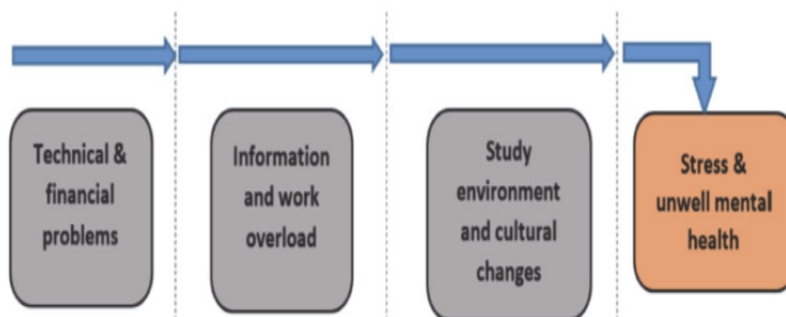 Technical &
financial
problems
Information
and work
overload
Study
environment
and cultural
changes
Stress &
unwell mental
health